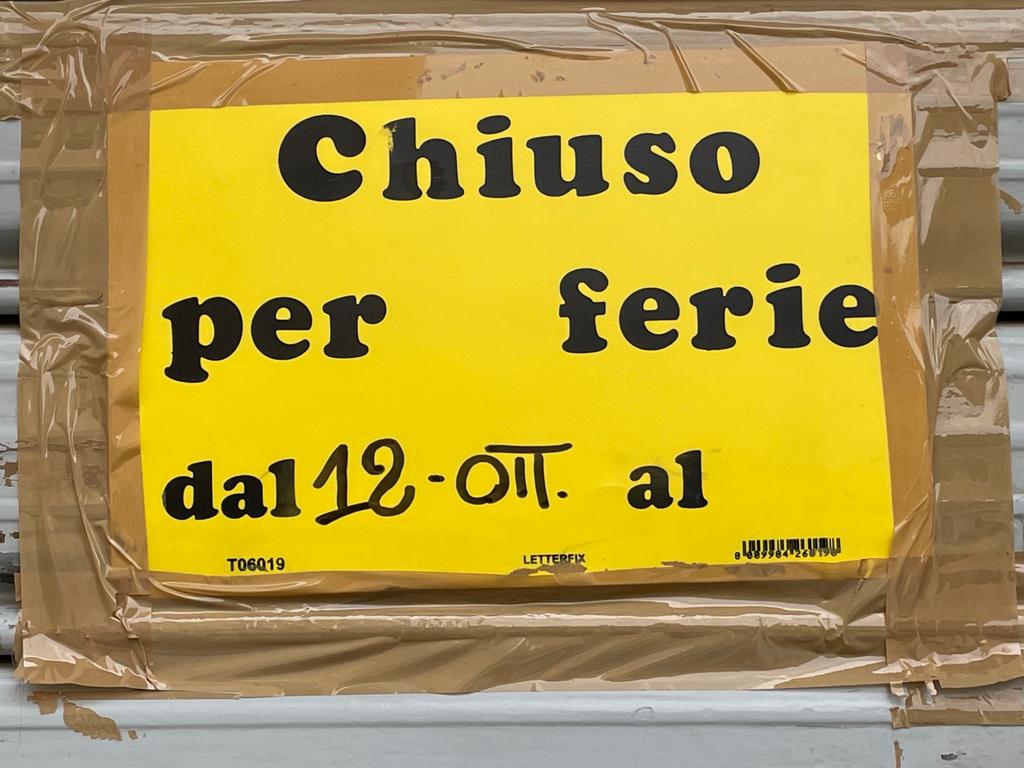 Chiuso
per ferie
dal 12-OTT. al
T06019 LETTERFIX